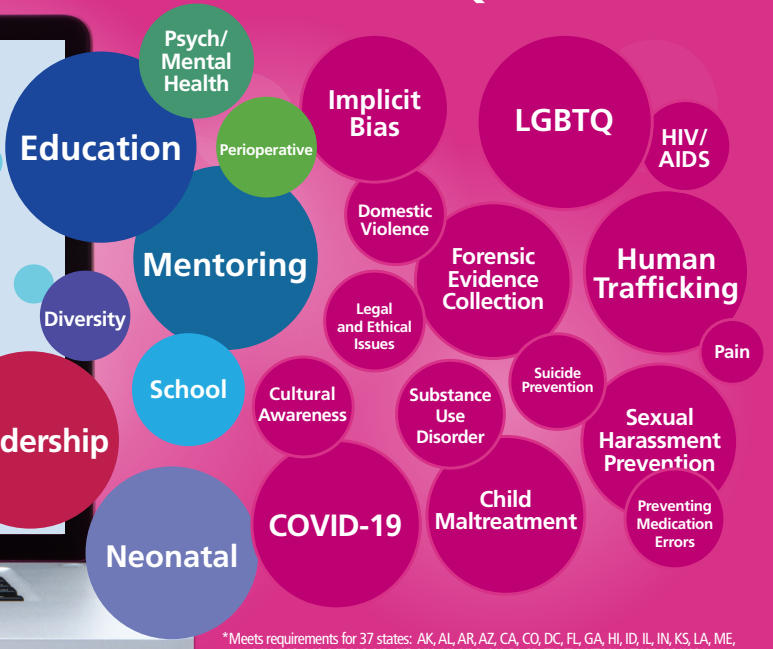 Psych/
Mental
Health
Education
Perioperative
Implicit
Bias
LGBTQ
HIV/
AIDS
Domestic
Violence
Mentoring
Forensic
Evidence
Collection
Human
Trafficking
Diversity
Legal
and Ethical
Issues
Pain
School
Cultural
Awareness
Substance
Use
Disorder
Suicide
Prevention
Sexual
Harassment
Prevention
dership
COVID-19
Child
Maltreatment
Preventing
Medication
Errors
Neonatal
*Meets requirements for 37 states: AK, AL, AR, AZ, CA, CO, DC, FL, GA, HI, ID, IL, IN, KS, LA, ME,